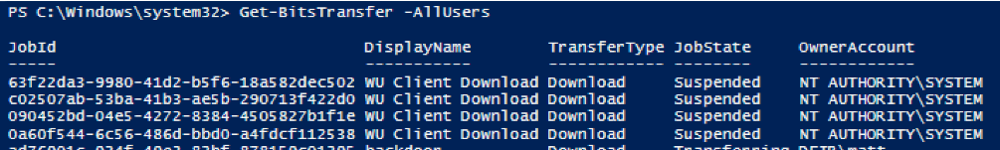 PS C:\Windows\system32> Get-BitsTransfer -AllUsers
JobId DisplayName TransferType JobState OwnerAccount
----- ----------- ------------ -------- ------------
63f22da3-9980-41d2-b5f6-18a582dec502 WU Client Download Download Suspended NT AUTHORITY\SYSTEM
c02507ab-53ba-41b3-ae5b-290713f422d0 WU Client Download Download Suspended NT AUTHORITY\SYSTEM
090452bd-04e5-4272-8384-4505827b1f1e WU Client Download Download Suspended NT AUTHORITY\SYSTEM
0a60f544-6c56-486d-bbd0-a4fdcf112538 WU Client Download Download Suspended NT AUTHORITY\SYSTEM
backdoor Transferring DFIR\matt